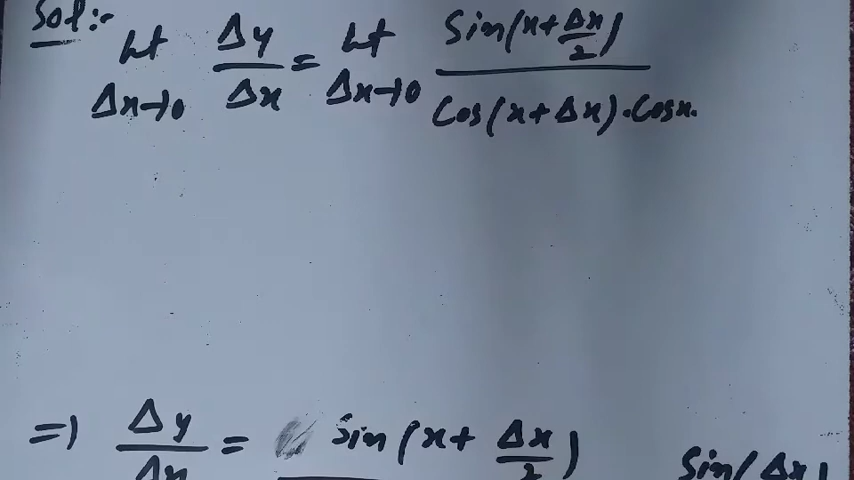 Sol:-
Lt Δx→0 Δy/Δx = Lt Δx→0 Sin(x+Δx/2)/Cos(x+Δx).Cosx.
=) Δy/Δx = Sin(x+Δx/2) Sin(Δx)